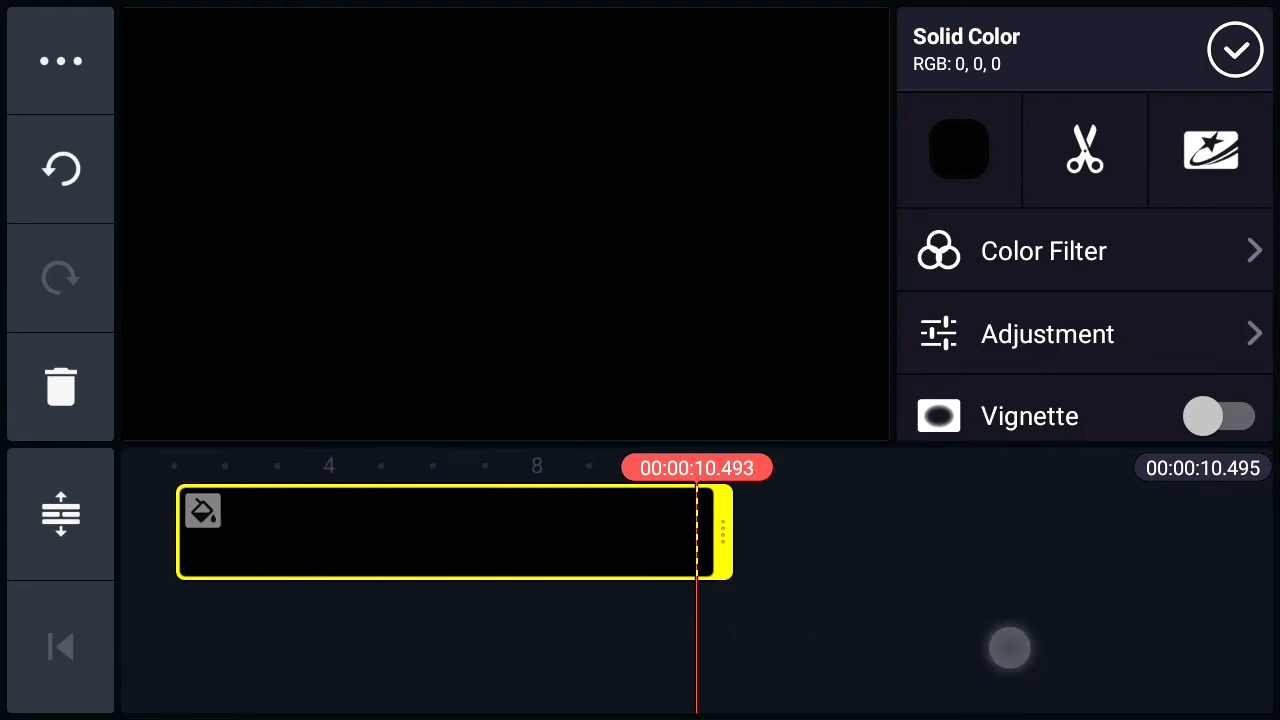 Solid Color
RGB: 0, 0, 0
Color Filter
Adjustment
Vignette
4
8
00:00:10.493
00:00:10.495